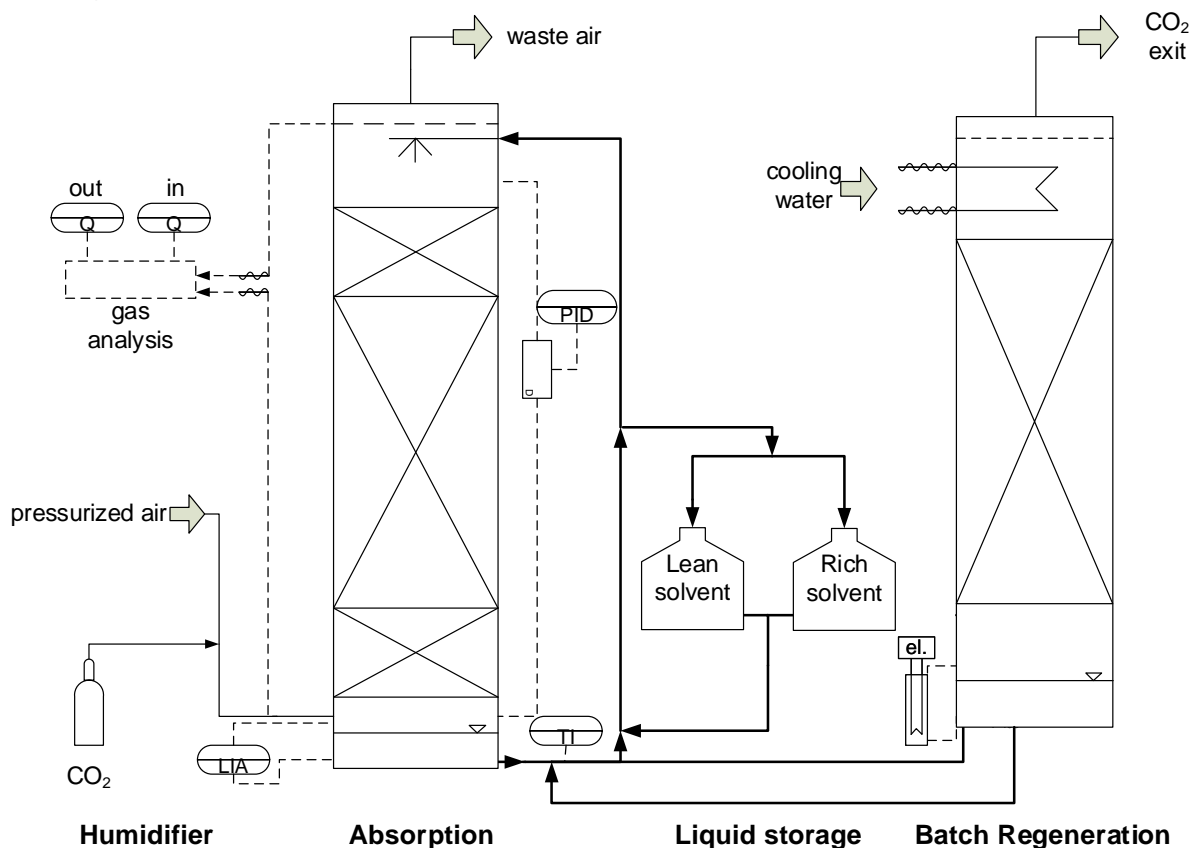 waste air
CO₂
exit
out
in
Q
Q
gas
analysis
cooling
water
PID
pressurized air
Lean
solvent
Rich
solvent
el.
TI
LIA
CO₂
Humidifier
Absorption
Liquid storage
Batch Regeneration